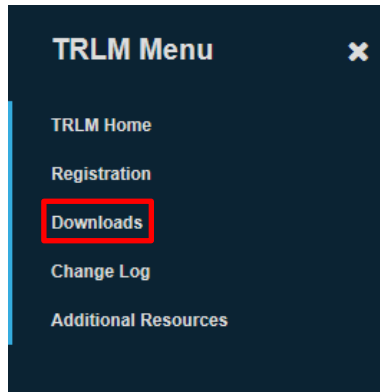 TRLM Menu
TRLM Home
Registration
Downloads
Change Log
Additional Resources